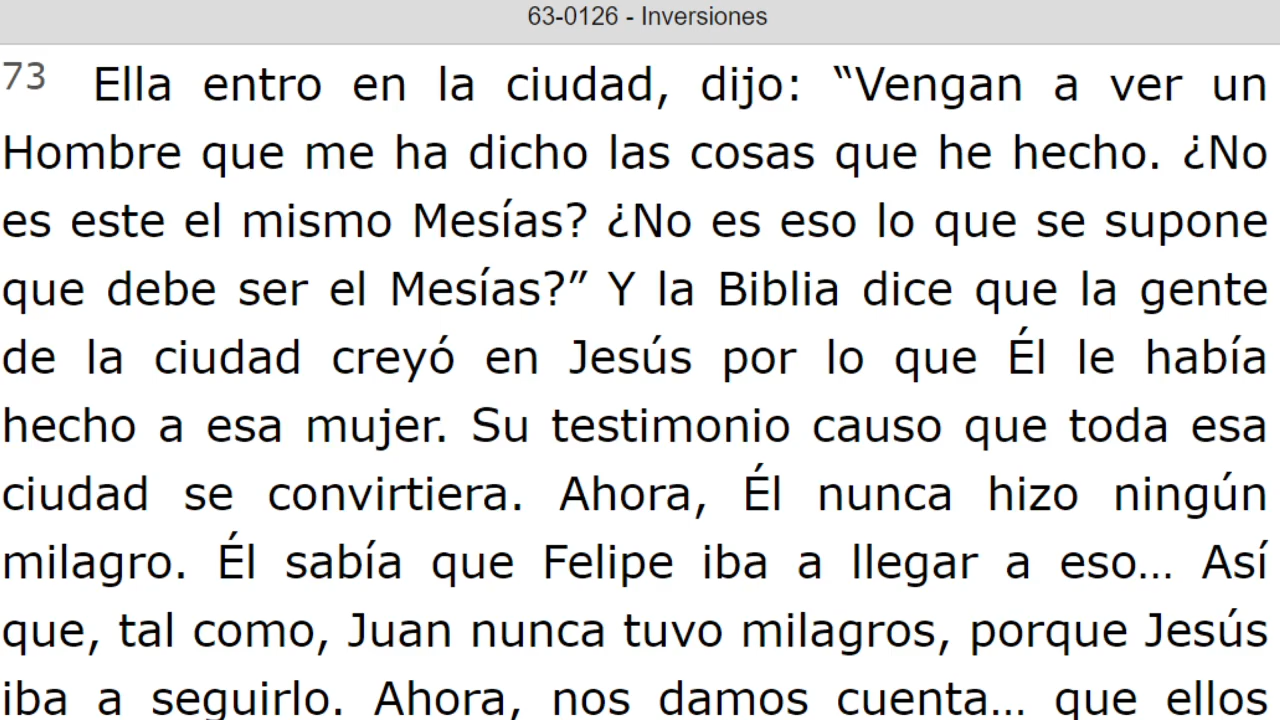 63-0126 - Inversiones
73 Ella entro en la ciudad, dijo: “Vengan a ver un
Hombre que me ha dicho las cosas que he hecho. ¿No
es este el mismo Mesías? ¿No es eso lo que se supone
que debe ser el Mesías?” Y la Biblia dice que la gente
de la ciudad creyó en Jesús por lo que Él le había
hecho a esa mujer. Su testimonio causo que toda esa
ciudad se convirtiera. Ahora, Él nunca hizo ningún
milagro. Él sabía que Felipe iba a llegar a eso… Así
que, tal como, Juan nunca tuvo milagros, porque Jesús
iba a seguirlo. Ahora, nos damos cuenta… que ellos